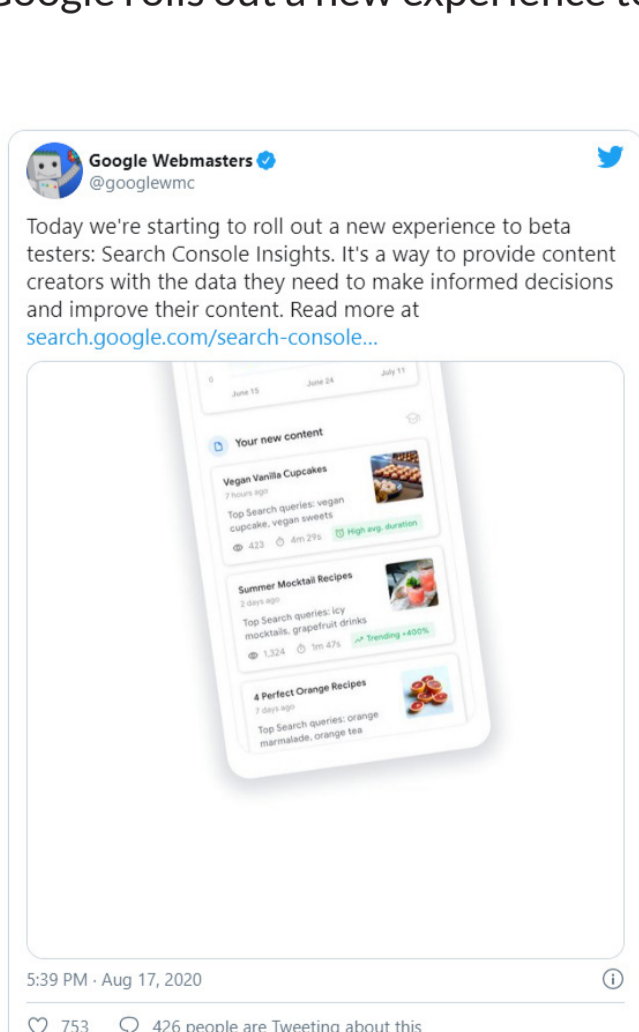 Google rolls out a new experience to
Google Webmasters
@googlewmc
Today we're starting to roll out a new experience to beta
testers: Search Console Insights. It's a way to provide content
creators with the data they need to make informed decisions
and improve their content. Read more at
search.google.com/search-console...
0
June 15
June 24
July 11
Your new content
Vegan Vanilla Cupcakes
7 hours ago
Top Search queries: vegan
cupcake, vegan sweets
423 4m 29s High avg. duration
Summer Mocktail Recipes
2 days ago
Top Search queries: icy
mocktails, grapefruit drinks
1,324 1m 47s Trending +400%
4 Perfect Orange Recipes
7 days ago
Top Search queries: orange
marmalade, orange tea
5:39 PM · Aug 17, 2020
753 426 people are Tweeting about this